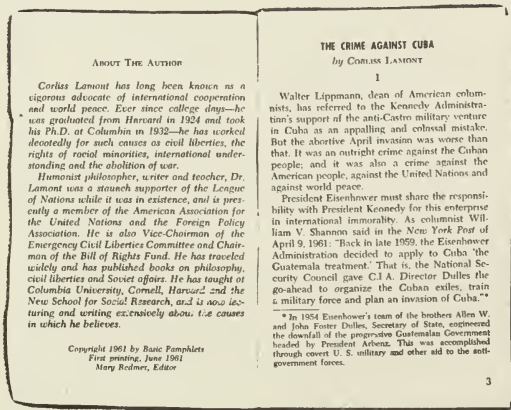 ABOUT THE AUTHOR
Corliss Lamont has long been known as a
vigorous advocate of international cooperation
and world peace. Ever since college days—he
was graduated from Harvard in 1924 and took
his Ph.D. at Columbia in 1932—he has worked
devotedly for such causes as civil liberties, the
rights of racial minorities, international under-
standing and the abolition of war.
Humanist philosopher, writer and teacher, Dr.
Lamont was a staunch supporter of the League
of Nations while it was in existence, and is pres-
ently a member of the American Association for
the United Nations and the Foreign Policy
Association. He is also Vice-Chairman of the
Emergency Civil Liberties Committee and Chair-
man of the Bill of Rights Fund. He has traveled
widely and has published books on philosophy,
civil liberties and Soviet affairs. He has taught at
Columbia University, Cornell, Harvard and the
New School for Social Research, and is now lec-
turing and writing extensively about the causes
in which he believes.
Copyright 1961 by Basic Pamphlets
First printing, June 1961
Mary Redmer, Editor
THE CRIME AGAINST CUBA
by CORLISS LAMONT
1
Walter Lippmann, dean of American colum-
nists, has referred to the Kennedy Administra-
tion's support of the anti-Castro military venture
in Cuba as an appalling and colossal mistake.
But the abortive April invasion was worse than
that. It was an outright crime against the Cuban
people; and it was also a crime against the
American people, against the United Nations and
against world peace.
President Eisenhower must share the responsi-
bility with President Kennedy for this enterprise
in international immorality. As columnist Wil-
liam V. Shannon said in the New York Post of
April 9, 1961: "Back in late 1959, the Eisenhower
Administration decided to apply to Cuba 'the
Guatemala treatment.' That is, the National Se-
curity Council gave C.I.A. Director Dulles the
go-ahead to organize the Cuban exiles, train
a military force and plan an invasion of Cuba."*
* In 1954 Eisenhower's team of the brothers Allen W.
and John Foster Dulles, Secretary of State, engineered
the downfall of the progressive Guatemalan Government
headed by President Arbenz. This was accomplished
through covert U. S. military and other aid to the anti-
government forces.
3